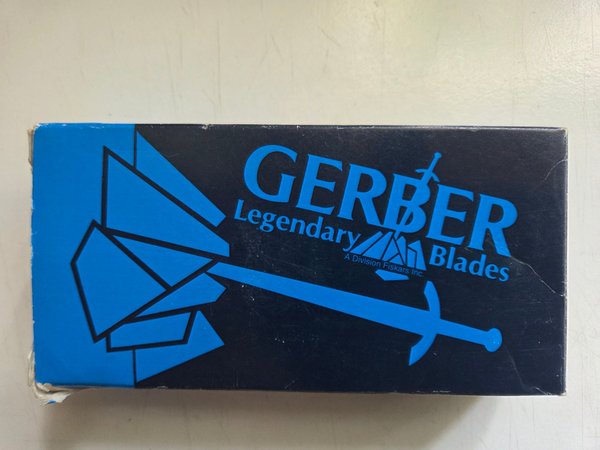 GERBER
Legendary Blades
A Division Fiskars Inc.